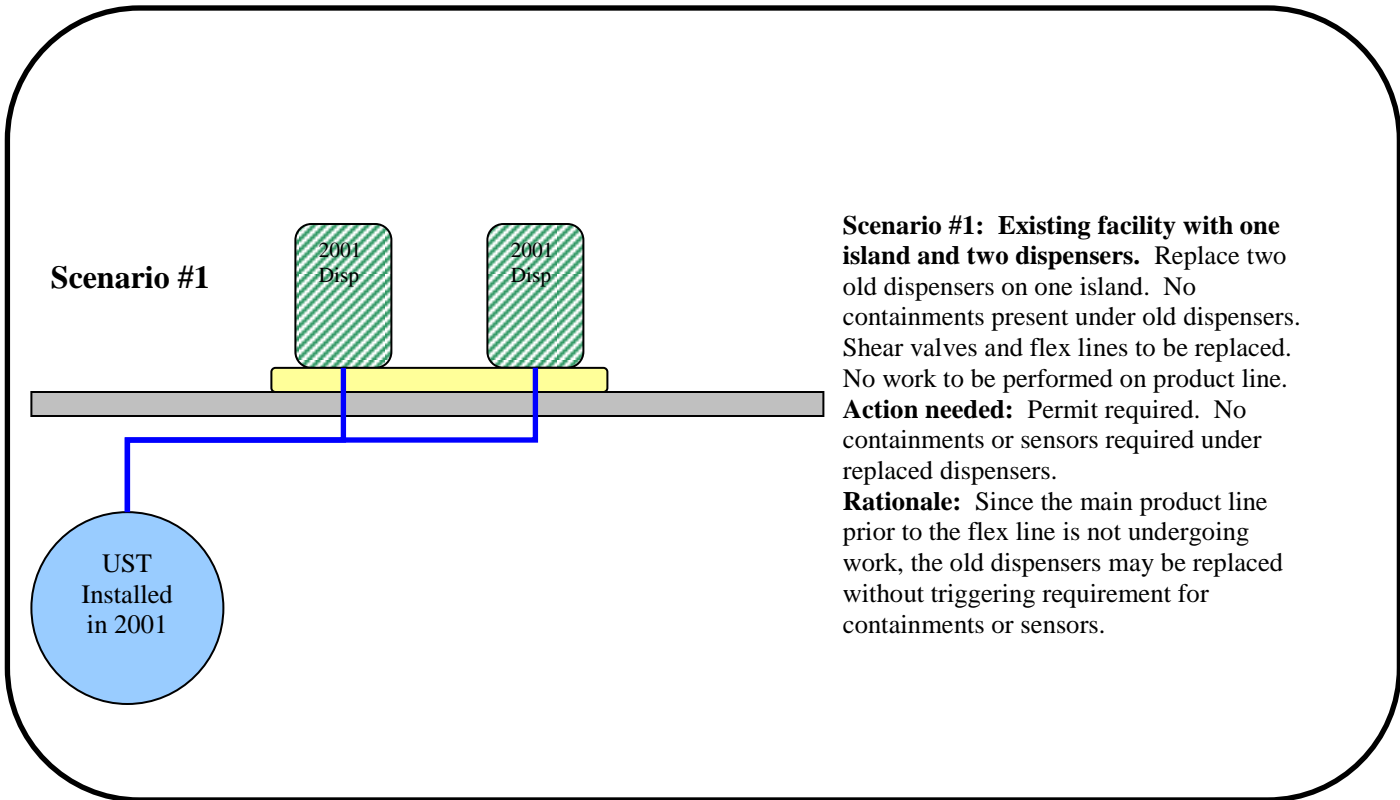 Scenario #1
2001
Disp
2001
Disp
UST
Installed
in 2001
Scenario #1:  Existing facility with one
island and two dispensers.  Replace two
old dispensers on one island.  No
containments present under old dispensers.
Shear valves and flex lines to be replaced.
No work to be performed on product line.
Action needed:  Permit required.  No
containments or sensors required under
replaced dispensers.
Rationale:  Since the main product line
prior to the flex line is not undergoing
work, the old dispensers may be replaced
without triggering requirement for
containments or sensors.